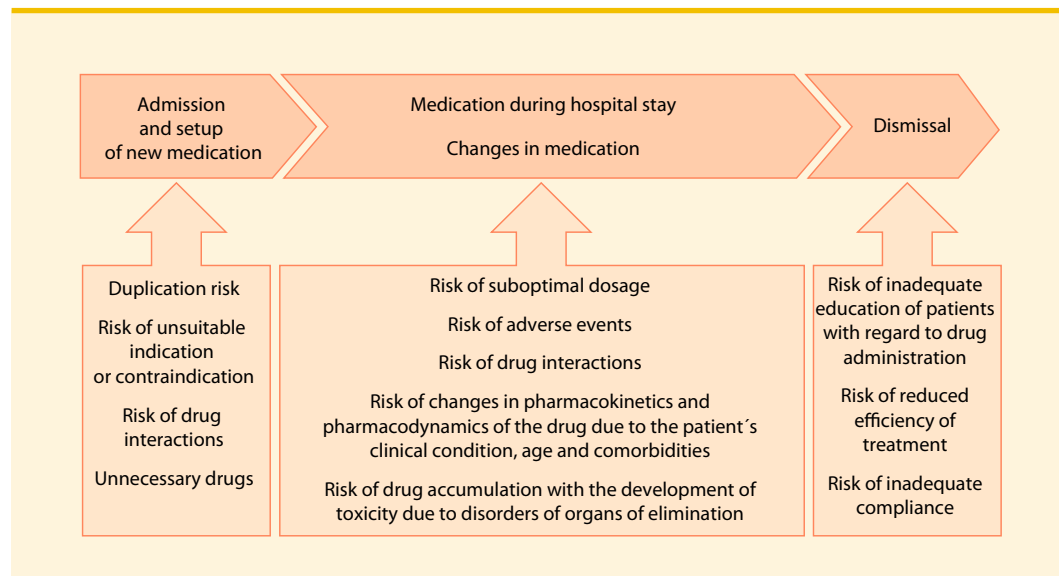 Admission
and setup
of new medication
Medication during hospital stay
Changes in medication
Dismissal
Duplication risk
Risk of unsuitable
indication
or contraindication
Risk of drug
interactions
Unnecessary drugs
Risk of suboptimal dosage
Risk of adverse events
Risk of drug interactions
Risk of changes in pharmacokinetics and
pharmacodynamics of the drug due to the patient´s
clinical condition, age and comorbidities
Risk of drug accumulation with the development of
toxicity due to disorders of organs of elimination
Risk of inadequate
education of patients
with regard to drug
administration
Risk of reduced
efficiency of
treatment
Risk of inadequate
compliance